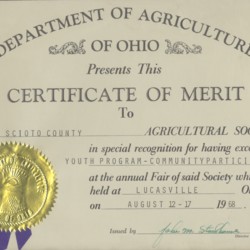 DEPARTMENT OF AGRICULTURE
OF OHIO
Presents This
CERTIFICATE OF MERIT
To
SCIOTO COUNTY AGRICULTURAL SOC
in special recognition for having exce
YOUTH PROGRAM-COMMUNITY PARTICI
at the annual Fair of said Society wh
held at LUCASVILLE O
on AUGUST 12-17 1968.
Issued by